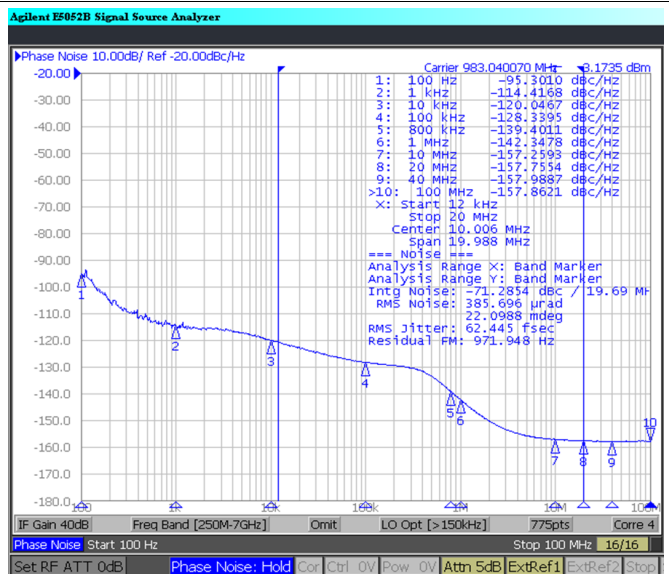 Agilent E5052B Signal Source Analyzer
▶Phase Noise 10.00dB/ Ref -20.00dBc/Hz
Carrier 983.040070 MHz 3.1735 dBm
1: 100 Hz -95.3010 dBc/Hz
2: 1 kHz -114.4168 dBc/Hz
3: 10 kHz -120.0467 dBc/Hz
4: 100 kHz -128.3395 dBc/Hz
5: 800 kHz -139.4011 dBc/Hz
6: 1 MHz -142.3478 dBc/Hz
7: 10 MHz -157.2593 dBc/Hz
8: 20 MHz -157.7554 dBc/Hz
9: 40 MHz -157.9887 dBc/Hz
>10: 100 MHz -157.8621 dBc/Hz
X: Start 12 kHz
Stop 20 MHz
Center 10.006 MHz
Span 19.988 MHz
=== Noise ===
Analysis Range X: Band Marker
Analysis Range Y: Band Marker
Intg Noise: -71.2854 dBc / 19.69 MH
RMS Noise: 385.696 µrad
22.0988 mdeg
RMS Jitter: 62.445 fsec
Residual FM: 971.948 Hz
-20.00
-30.00
-40.00
-50.00
-60.00
-70.00
-80.00
-90.00
-100.0
-110.0
-120.0
-130.0
-140.0
-150.0
-160.0
-170.0
-180.0
1
2
3
4
5
6
7
8
9
10
100 1k 10k 100k 1M 10M 100M
IF Gain 40dB Freq Band [250M-7GHz] Omit LO Opt [>150kHz] 775pts Corre 4
Phase Noise Start 100 Hz Stop 100 MHz 16/16
Set RF ATT 0dB Phase Noise: Hold Cor Ctrl 0V Pow 0V Attn 5dB ExtRef1 ExtRef2 Stop